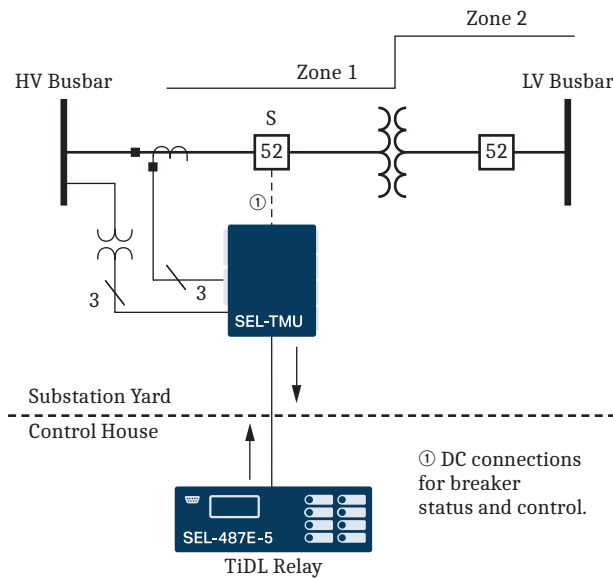 Zone 2
Zone 1
HV Busbar
LV Busbar
S
52
52
①
3
3
SEL-TMU
Substation Yard
Control House
① DC connections
for breaker
status and control.
SEL-487E-5
TiDL Relay